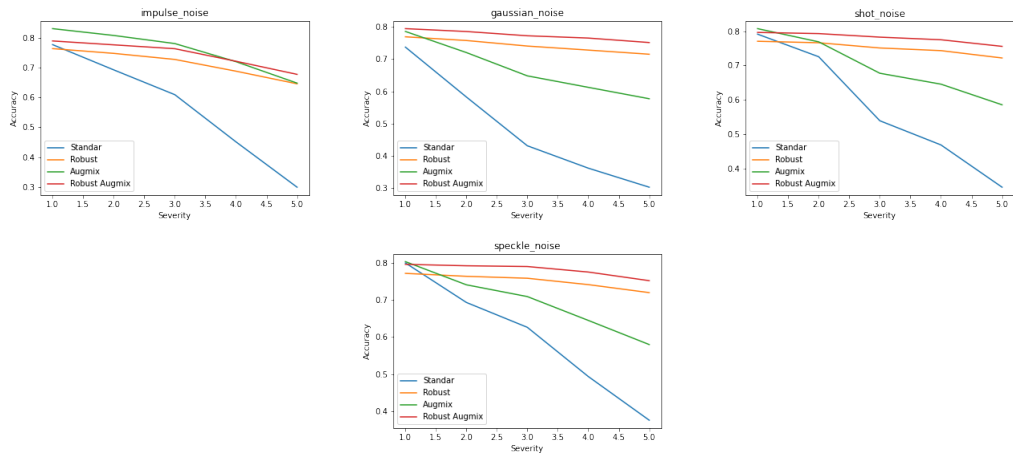 impulse_noise
0.8
0.7
0.6
0.5
0.4
0.3
Accuracy
Standar
Robust
Augmix
Robust Augmix
1.0 1.5 2.0 2.5 3.0 3.5 4.0 4.5 5.0
Severity
gaussian_noise
0.8
0.7
0.6
0.5
0.4
0.3
Accuracy
Standar
Robust
Augmix
Robust Augmix
1.0 1.5 2.0 2.5 3.0 3.5 4.0 4.5 5.0
Severity
shot_noise
0.8
0.7
0.6
0.5
0.4
Accuracy
Standar
Robust
Augmix
Robust Augmix
1.0 1.5 2.0 2.5 3.0 3.5 4.0 4.5 5.0
Severity
speckle_noise
0.8
0.7
0.6
0.5
0.4
Accuracy
Standar
Robust
Augmix
Robust Augmix
1.0 1.5 2.0 2.5 3.0 3.5 4.0 4.5 5.0
Severity